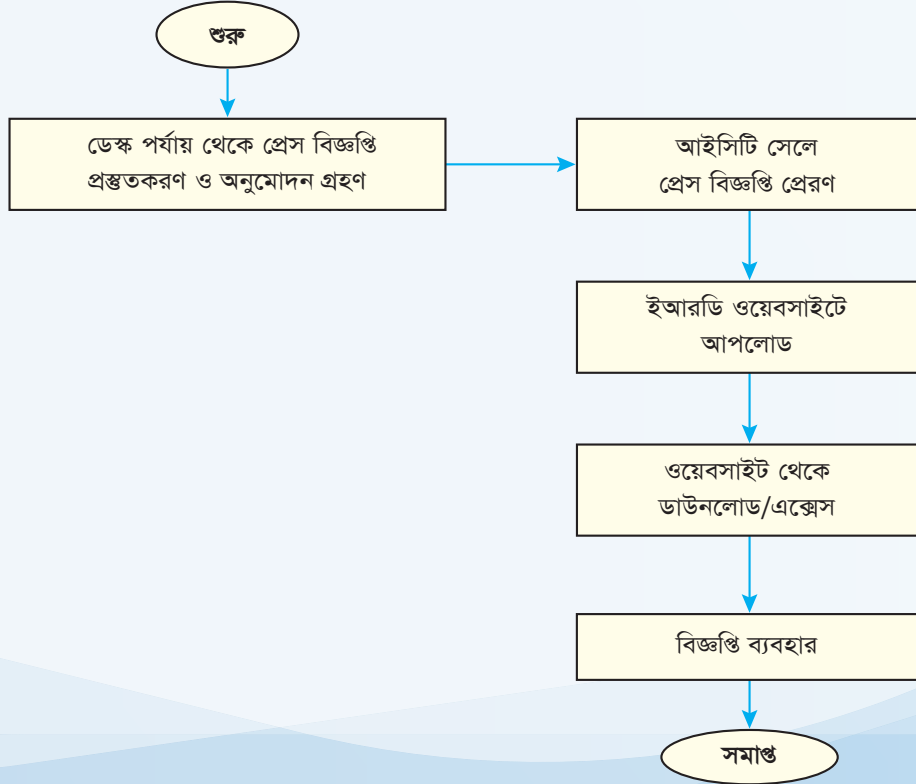 শুরু
ডেস্ক পর্যায় থেকে প্রেস বিজ্ঞপ্তি
প্রস্তুতকরণ ও অনুমোদন গ্রহণ
আইসিটি সেলে
প্রেস বিজ্ঞপ্তি প্রেরণ
ইআরডি ওয়েবসাইটে
আপলোড
ওয়েবসাইট থেকে
ডাউনলোড/এক্সেস
বিজ্ঞপ্তি ব্যবহার
সমাপ্ত